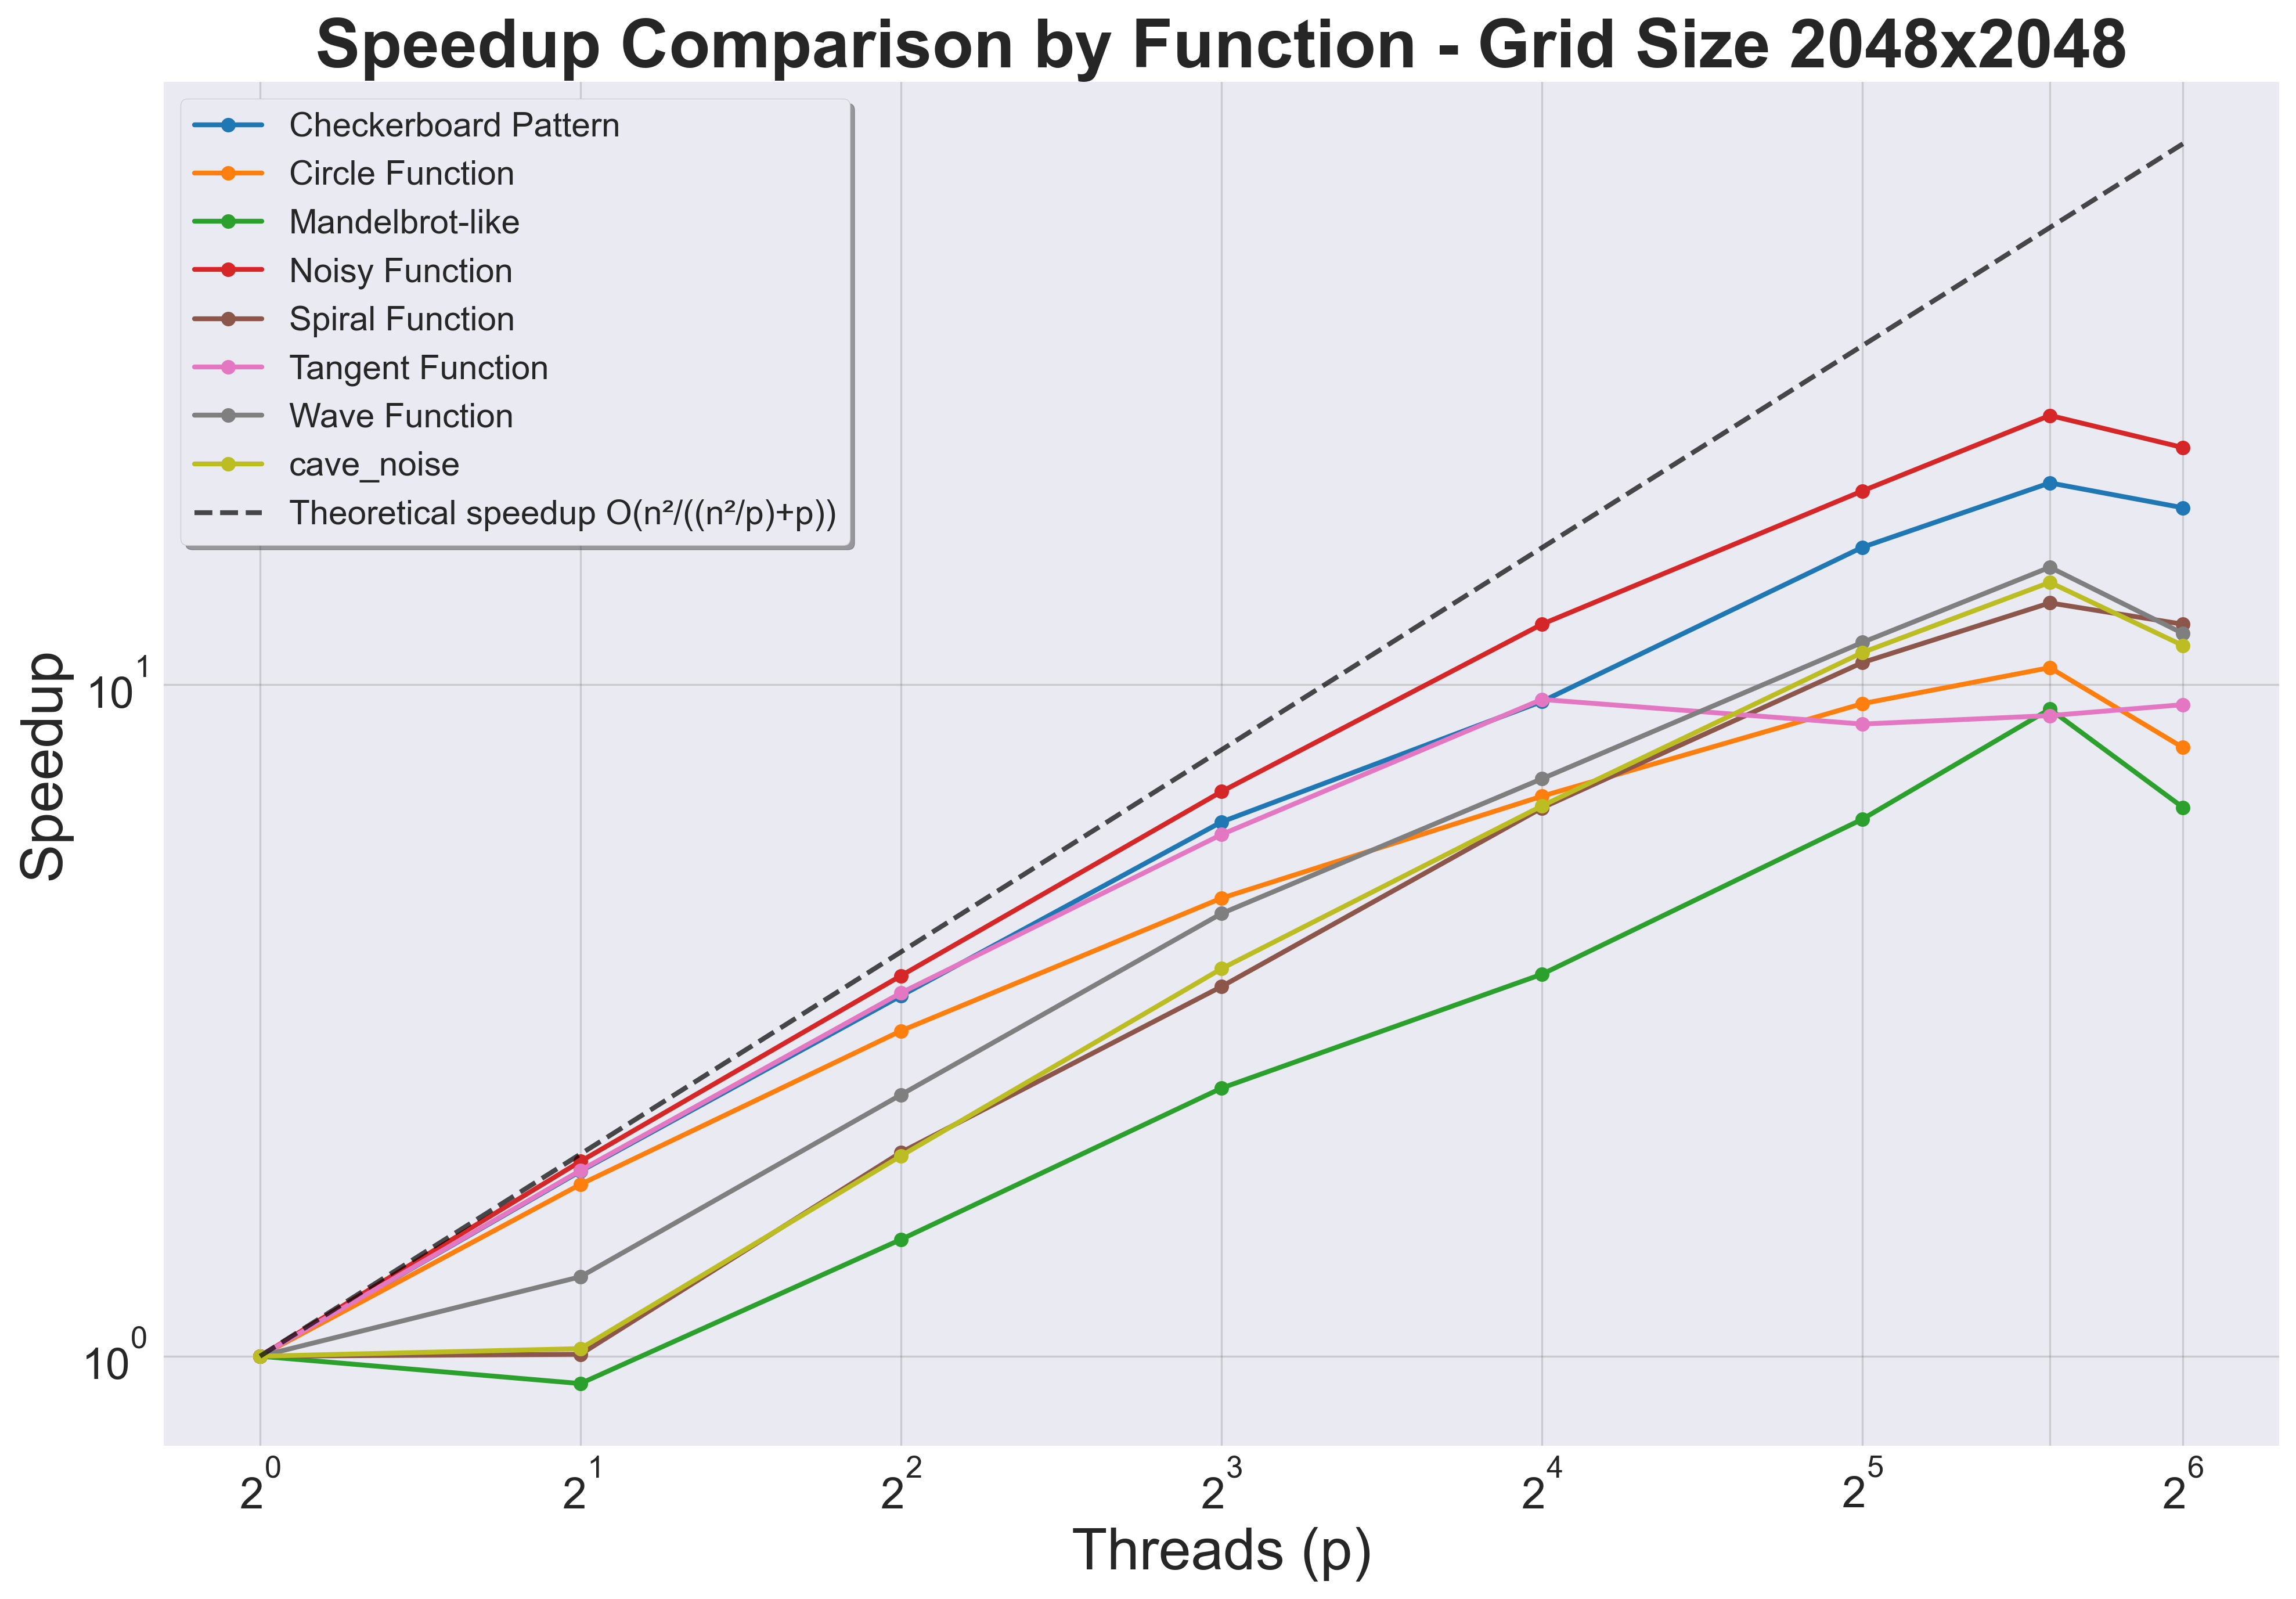 Speedup Comparison by Function - Grid Size 2048x2048
Checkerboard Pattern
Circle Function
Mandelbrot-like
Noisy Function
Spiral Function
Tangent Function
Wave Function
cave_noise
Theoretical speedup O(n²/((n²/p)+p))
Speedup
10¹
10⁰
2⁰ 2¹ 2² 2³ 2⁴ 2⁵ 2⁶
Threads (p)